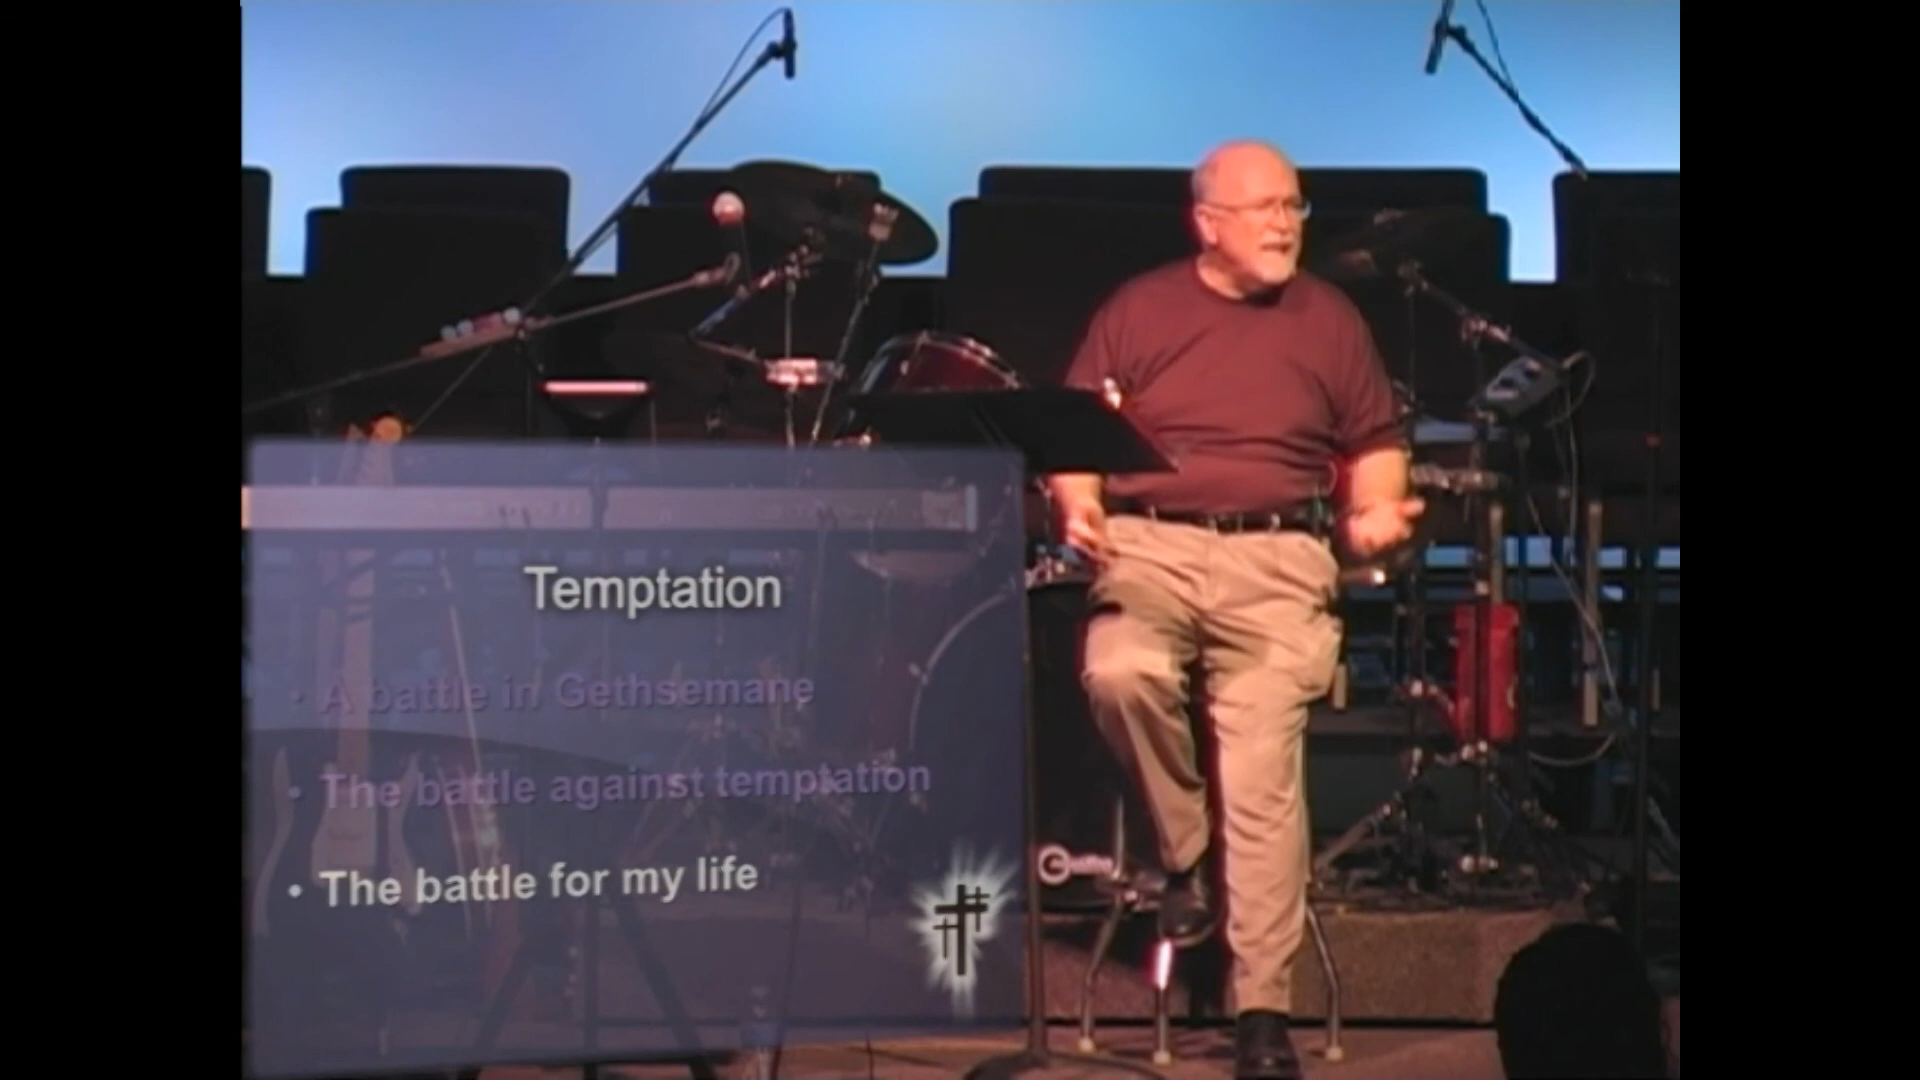 Temptation
• A battle in Gethsemane
• The battle against temptation
• The battle for my life